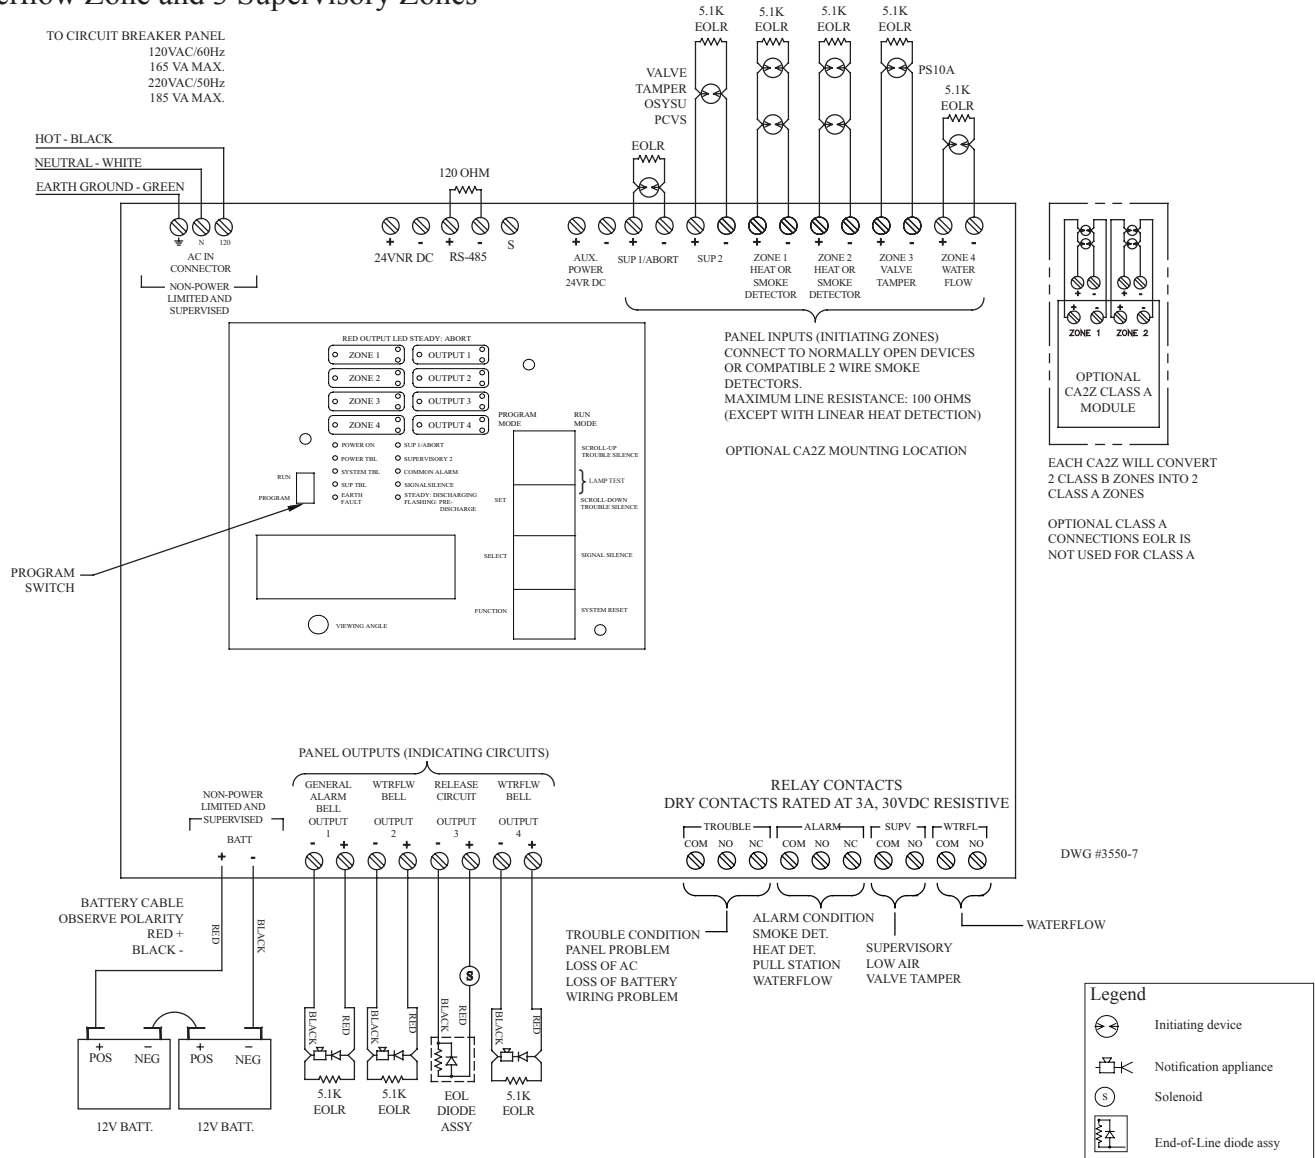 erflow Zone and 3 Supervisory Zones
TO CIRCUIT BREAKER PANEL
120VAC/60Hz
165 VA MAX.
220VAC/50Hz
185 VA MAX.
HOT - BLACK
NEUTRAL - WHITE
EARTH GROUND - GREEN
120 OHM
EOLR
VALVE
TAMPER
OSYSU
PCVS
5.1K
EOLR
5.1K
EOLR
5.1K
EOLR
5.1K
EOLR
PS10A
5.1K
EOLR
N
120
AC IN
CONNECTOR
NON-POWER
LIMITED AND
SUPERVISED
+ -
24VNR DC
+ -
RS-485
S
+ -
AUX.
POWER
24VR DC
+ -
SUP 1/ABORT
+ -
SUP 2
+ -
ZONE 1
HEAT OR
SMOKE
DETECTOR
+ -
ZONE 2
HEAT OR
SMOKE
DETECTOR
+ -
ZONE 3
VALVE
TAMPER
+ -
ZONE 4
WATER
FLOW
PANEL INPUTS (INITIATING ZONES)
CONNECT TO NORMALLY OPEN DEVICES
OR COMPATIBLE 2 WIRE SMOKE
DETECTORS.
MAXIMUM LINE RESISTANCE: 100 OHMS
(EXCEPT WITH LINEAR HEAT DETECTION)
OPTIONAL CA2Z MOUNTING LOCATION
+ - + -
+ - + -
ZONE 1 ZONE 2
OPTIONAL
CA2Z CLASS A
MODULE
EACH CA2Z WILL CONVERT
2 CLASS B ZONES INTO 2
CLASS A ZONES
OPTIONAL CLASS A
CONNECTIONS EOLR IS
NOT USED FOR CLASS A
RED OUTPUT LED STEADY: ABORT
ZONE 1 OUTPUT 1
ZONE 2 OUTPUT 2
ZONE 3 OUTPUT 3
ZONE 4 OUTPUT 4
POWER ON SUP 1/ABORT
POWER TBL SUPERVISORY 2
SYSTEM TBL COMMON ALARM
SUP TBL SIGNALSILENCE
EARTH
FAULT
STEADY: DISCHARGING
FLASHING: PRE-
DISCHARGE
RUN
PROGRAM
PROGRAM
SWITCH
PROGRAM
MODE
RUN
MODE
SCROLL-UP
TROUBLE SILENCE
LAMP TEST
SET
SCROLL-DOWN
TROUBLE SILENCE
SELECT
SIGNAL SILENCE
FUNCTION
SYSTEM RESET
VIEWING ANGLE
PANEL OUTPUTS (INDICATING CIRCUITS)
NON-POWER
LIMITED AND
SUPERVISED
BATT
+ -
GENERAL
ALARM
BELL
OUTPUT
1
- +
WTRFLW
BELL
OUTPUT
2
- +
RELEASE
CIRCUIT
OUTPUT
3
- +
WTRFLW
BELL
OUTPUT
4
- +
RELAY CONTACTS
DRY CONTACTS RATED AT 3A, 30VDC RESISTIVE
TROUBLE ALARM SUPV WTRFL
COM NO NC COM NO NC COM NO COM NO
DWG #3550-7
BATTERY CABLE
OBSERVE POLARITY
RED +
BLACK -
RED
BLACK
+ -
POS NEG
+ -
POS NEG
12V BATT. 12V BATT.
BLACK
RED
5.1K
EOLR
BLACK
RED
5.1K
EOLR
S
BLACK
RED
EOL
DIODE
ASSY
BLACK
RED
5.1K
EOLR
TROUBLE CONDITION
PANEL PROBLEM
LOSS OF AC
LOSS OF BATTERY
WIRING PROBLEM
ALARM CONDITION
SMOKE DET.
HEAT DET.
PULL STATION
WATERFLOW
SUPERVISORY
LOW AIR
VALVE TAMPER
WATERFLOW
Legend
Initiating device
Notification appliance
S
Solenoid
End-of-Line diode assy